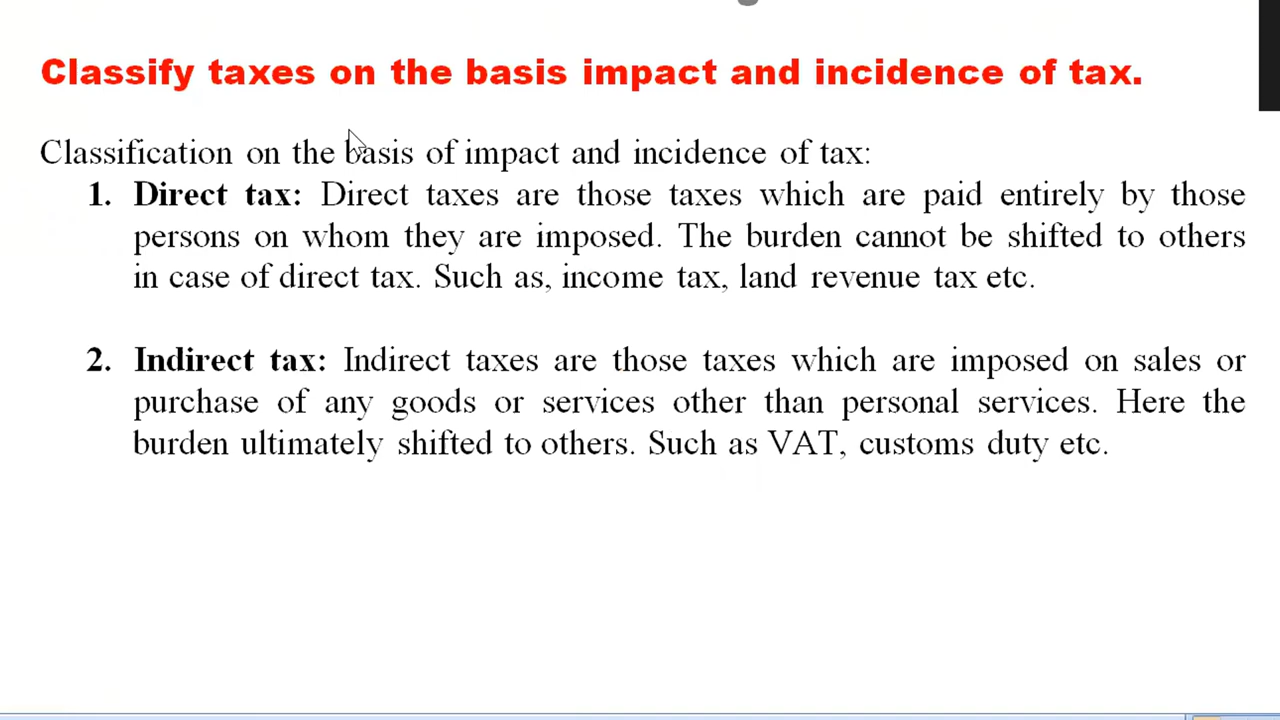 Classify taxes on the basis impact and incidence of tax.
Classification on the basis of impact and incidence of tax:
1. Direct tax: Direct taxes are those taxes which are paid entirely by those
persons on whom they are imposed. The burden cannot be shifted to others
in case of direct tax. Such as, income tax, land revenue tax etc.
2. Indirect tax: Indirect taxes are those taxes which are imposed on sales or
purchase of any goods or services other than personal services. Here the
burden ultimately shifted to others. Such as VAT, customs duty etc.